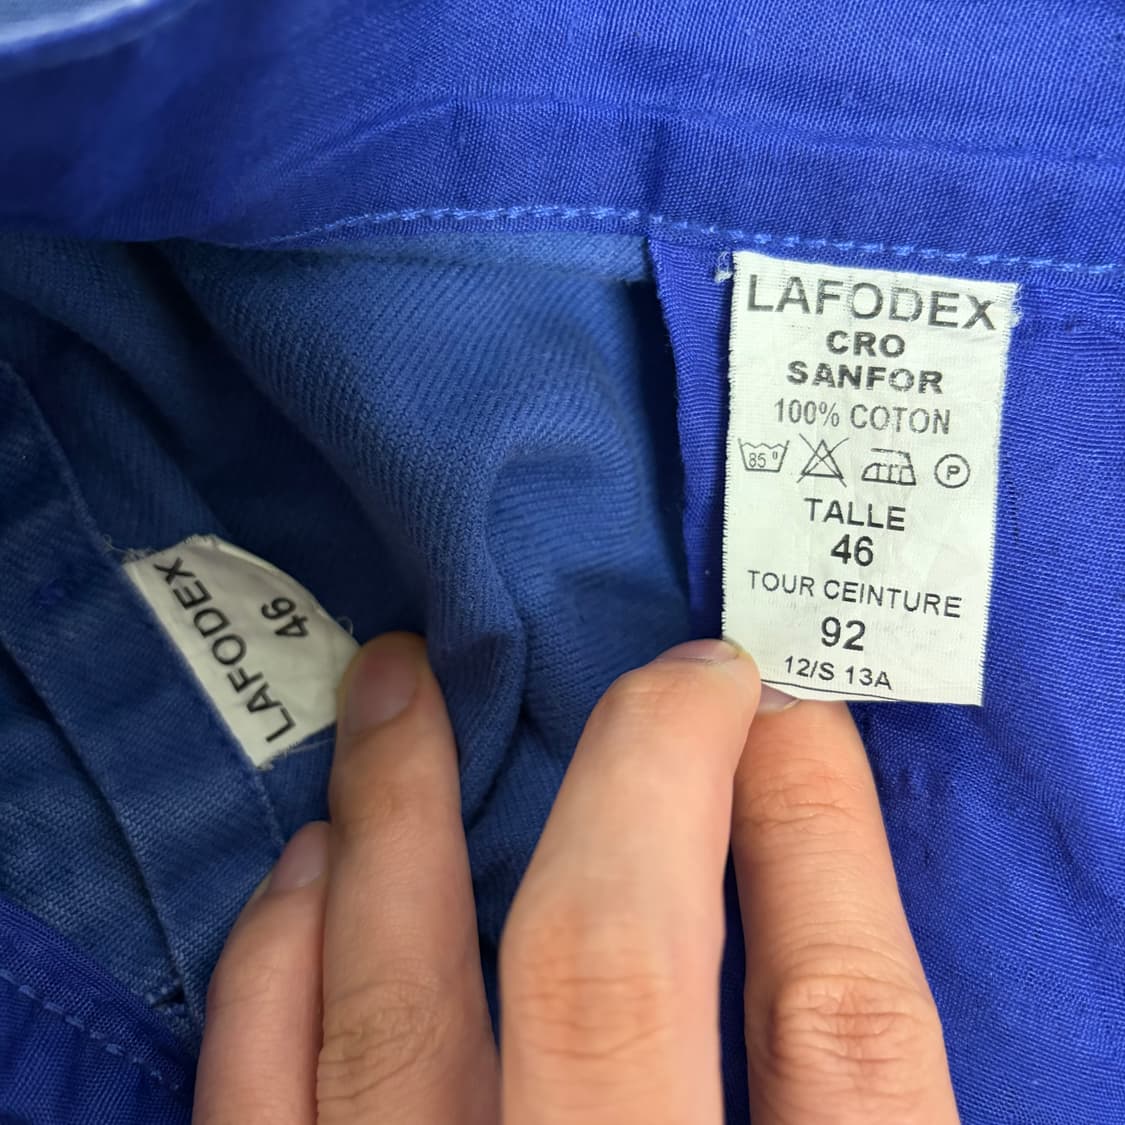 LAFODEX
CRO
SANFOR
100% COTON
85°
P
TALLE
46
TOUR CEINTURE
92
12/S 13A
LAFODEX
46